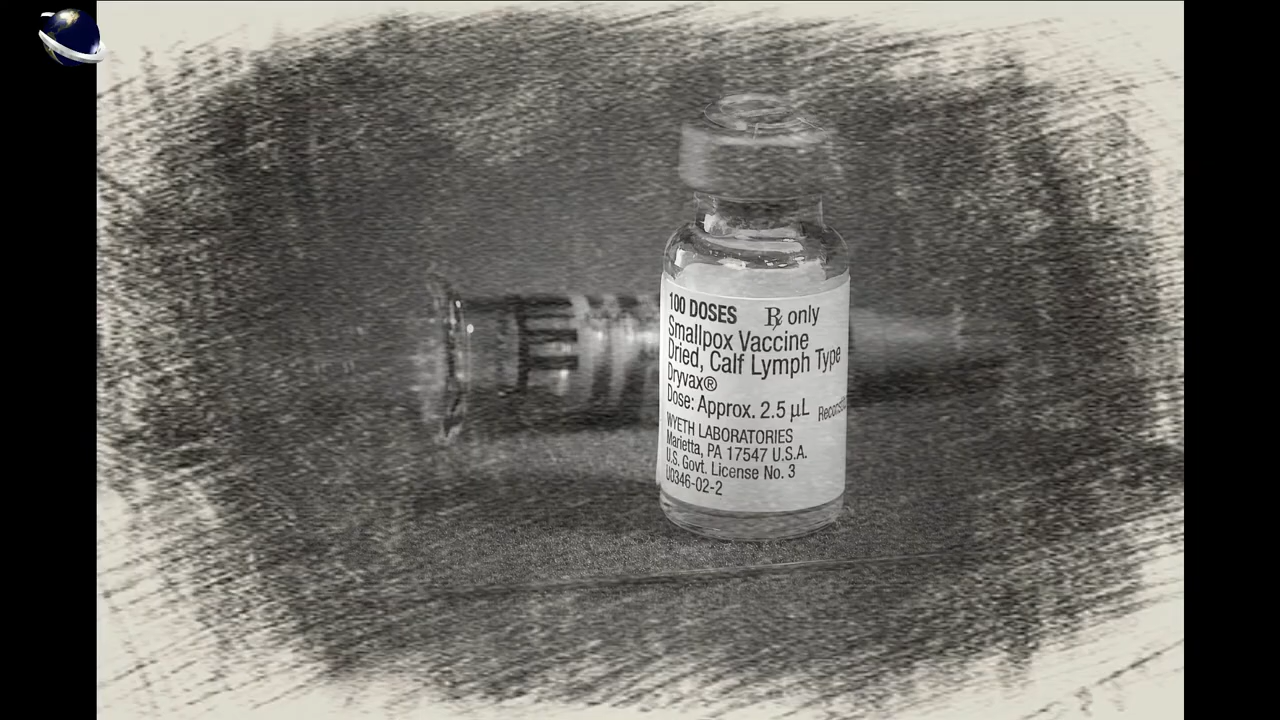 100 DOSES ℞ only
Smallpox Vaccine
Dried, Calf Lymph Type
Dryvax®
Dose: Approx. 2.5 µL
WYETH LABORATORIES
Marietta, PA 17547 U.S.A.
U.S. Govt. License No. 3
U0346-02-2